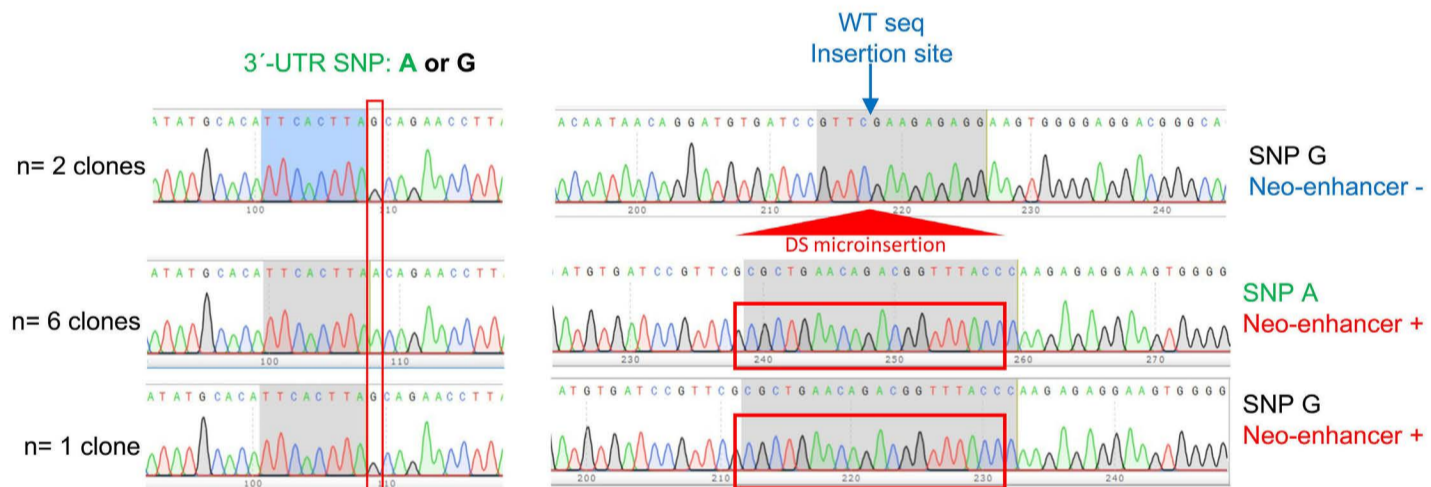 WT seq
Insertion site
3´-UTR SNP: A or G
n= 2 clones
ATATGCACATTCACTTAGCAGAACCTTA
100 110
ACAATAACAGGATGTGATCCGTTCGAAGAGAGGAAGTGGGGAGGACGGGCA
200 210 220 230 240
SNP G
Neo-enhancer -
DS microinsertion
n= 6 clones
ATATGCACATTCACTTAACAGAACCTT
100 110
ATGTGATCCGTTCGCGCTGAACAGACGGTTTACCCAAGAGAGGAAGTGGGG
230 240 250 260 270
SNP A
Neo-enhancer +
n= 1 clone
ATATGCACATTCACTTAGCAGAACCTTA
100 110
ATGTGATCCGTTCGCGCTGAACAGACGGTTTACCCAAGAGAGGAAGTGGGG
200 210 220 230 240
SNP G
Neo-enhancer +